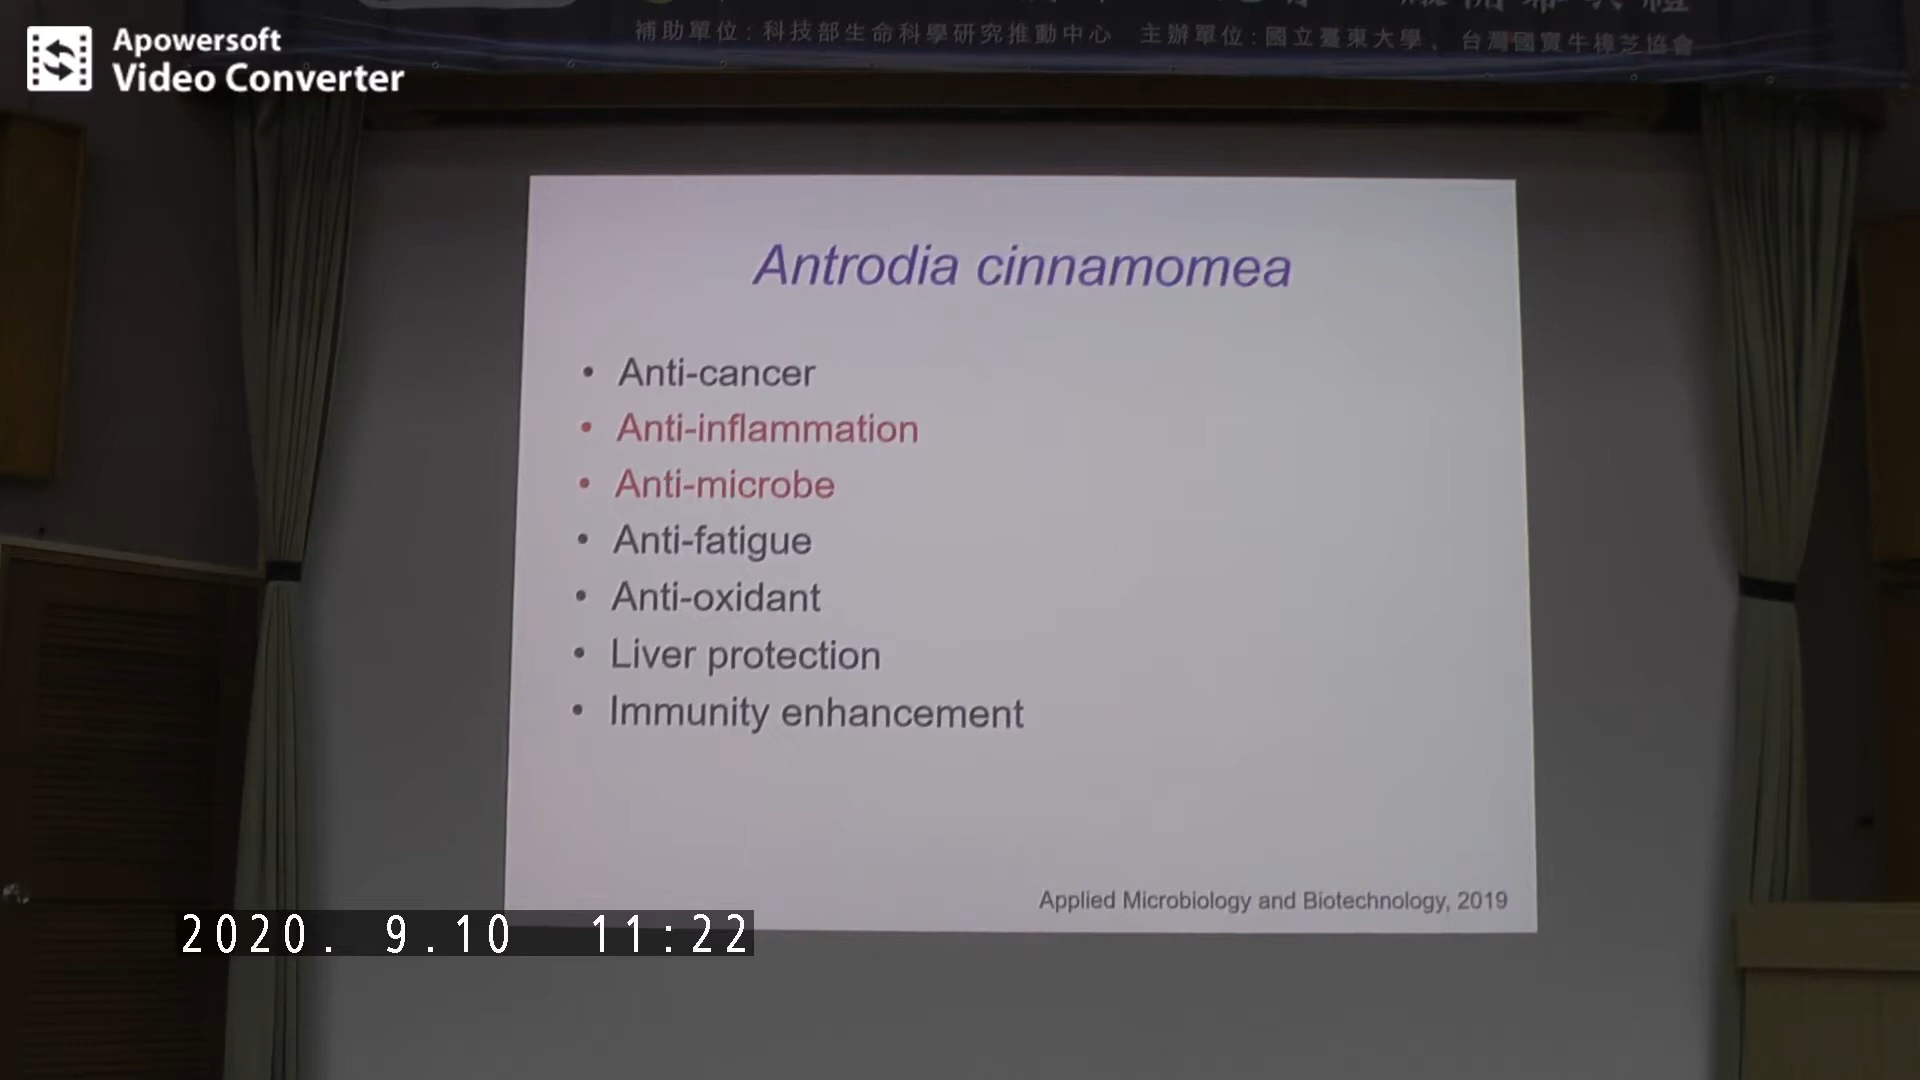 Apowersoft
Video Converter
補助單位:科技部生命科學研究推動中心 主辦單位:國立臺東大學、台灣國寶牛樟芝協會
Antrodia cinnamomea
• Anti-cancer
• Anti-inflammation
• Anti-microbe
• Anti-fatigue
• Anti-oxidant
• Liver protection
• Immunity enhancement
Applied Microbiology and Biotechnology, 2019
2020. 9.10 11:22